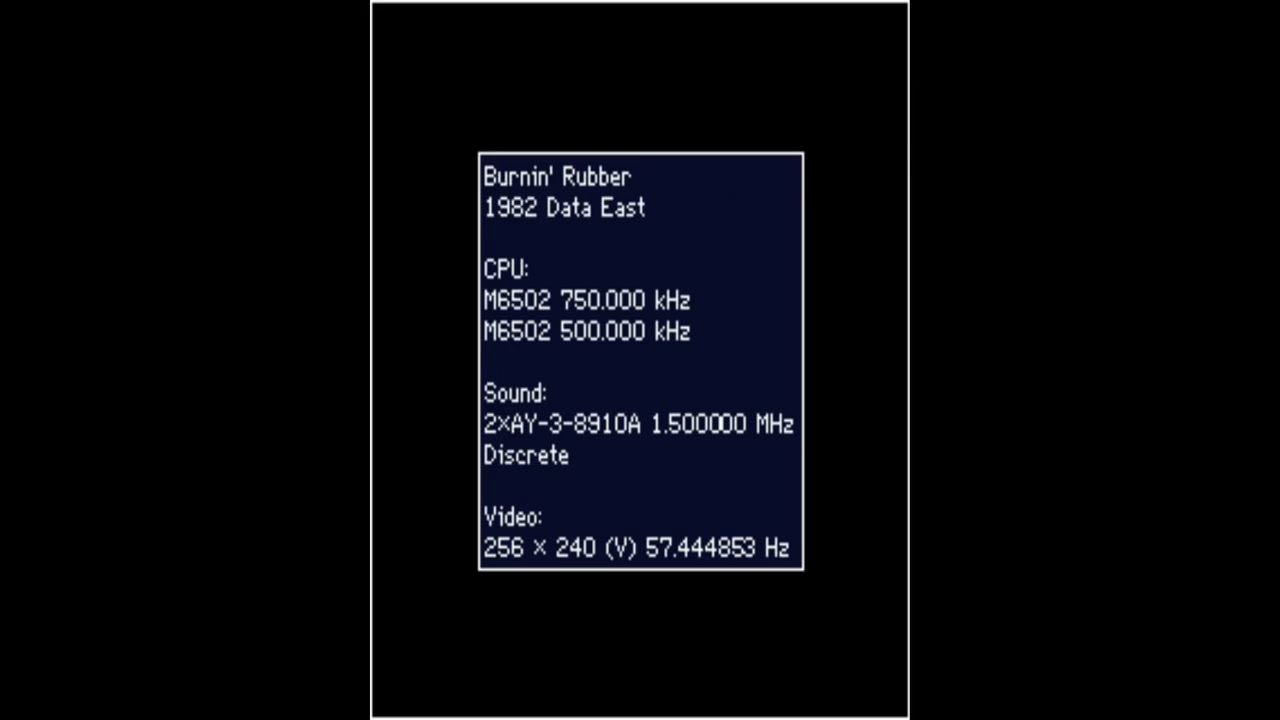 Burnin' Rubber
1982 Data East
CPU:
M6502 750.000 kHz
M6502 500.000 kHz
Sound:
2×AY-3-8910A 1.500000 MHz
Discrete
Video:
256 × 240 (V) 57.444853 Hz